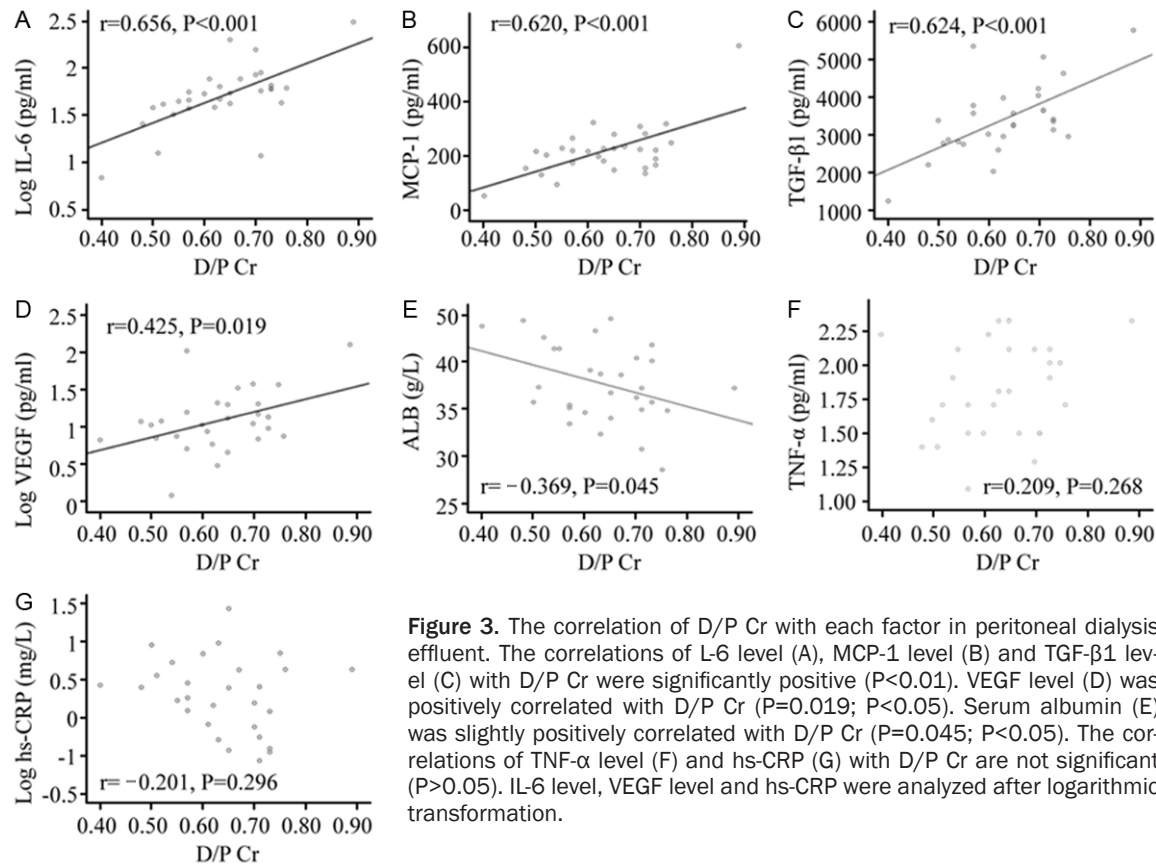 A
r=0.656, P<0.001
2.5
2
1.5
1
0.5
Log IL-6 (pg/ml)
0.40 0.50 0.60 0.70 0.80 0.90
D/P Cr
B
r=0.620, P<0.001
600
400
200
0
MCP-1 (pg/ml)
0.40 0.50 0.60 0.70 0.80 0.90
D/P Cr
C
r=0.624, P<0.001
6000
5000
4000
3000
2000
1000
TGF-β1 (pg/ml)
0.40 0.50 0.60 0.70 0.80 0.90
D/P Cr
D
r=0.425, P=0.019
2.5
2
1.5
1
0.5
0
Log VEGF (pg/ml)
0.40 0.50 0.60 0.70 0.80 0.90
D/P Cr
E
50
45
40
35
30
25
ALB (g/L)
r= −0.369, P=0.045
0.40 0.50 0.60 0.70 0.80 0.90
D/P Cr
F
2.25
2.00
1.75
1.50
1.25
1.00
TNF-α (pg/ml)
r=0.209, P=0.268
0.40 0.50 0.60 0.70 0.80 0.90
D/P Cr
G
1.5
1
0.5
0
-1
-0.5
Log hs-CRP (mg/L)
r= −0.201, P=0.296
0.40 0.50 0.60 0.70 0.80 0.90
D/P Cr
Figure 3. The correlation of D/P Cr with each factor in peritoneal dialysis
effluent. The correlations of L-6 level (A), MCP-1 level (B) and TGF-β1 lev-
el (C) with D/P Cr were significantly positive (P<0.01). VEGF level (D) was
positively correlated with D/P Cr (P=0.019; P<0.05). Serum albumin (E)
was slightly positively correlated with D/P Cr (P=0.045; P<0.05). The cor-
relations of TNF-α level (F) and hs-CRP (G) with D/P Cr are not significant
(P>0.05). IL-6 level, VEGF level and hs-CRP were analyzed after logarithmic
transformation.